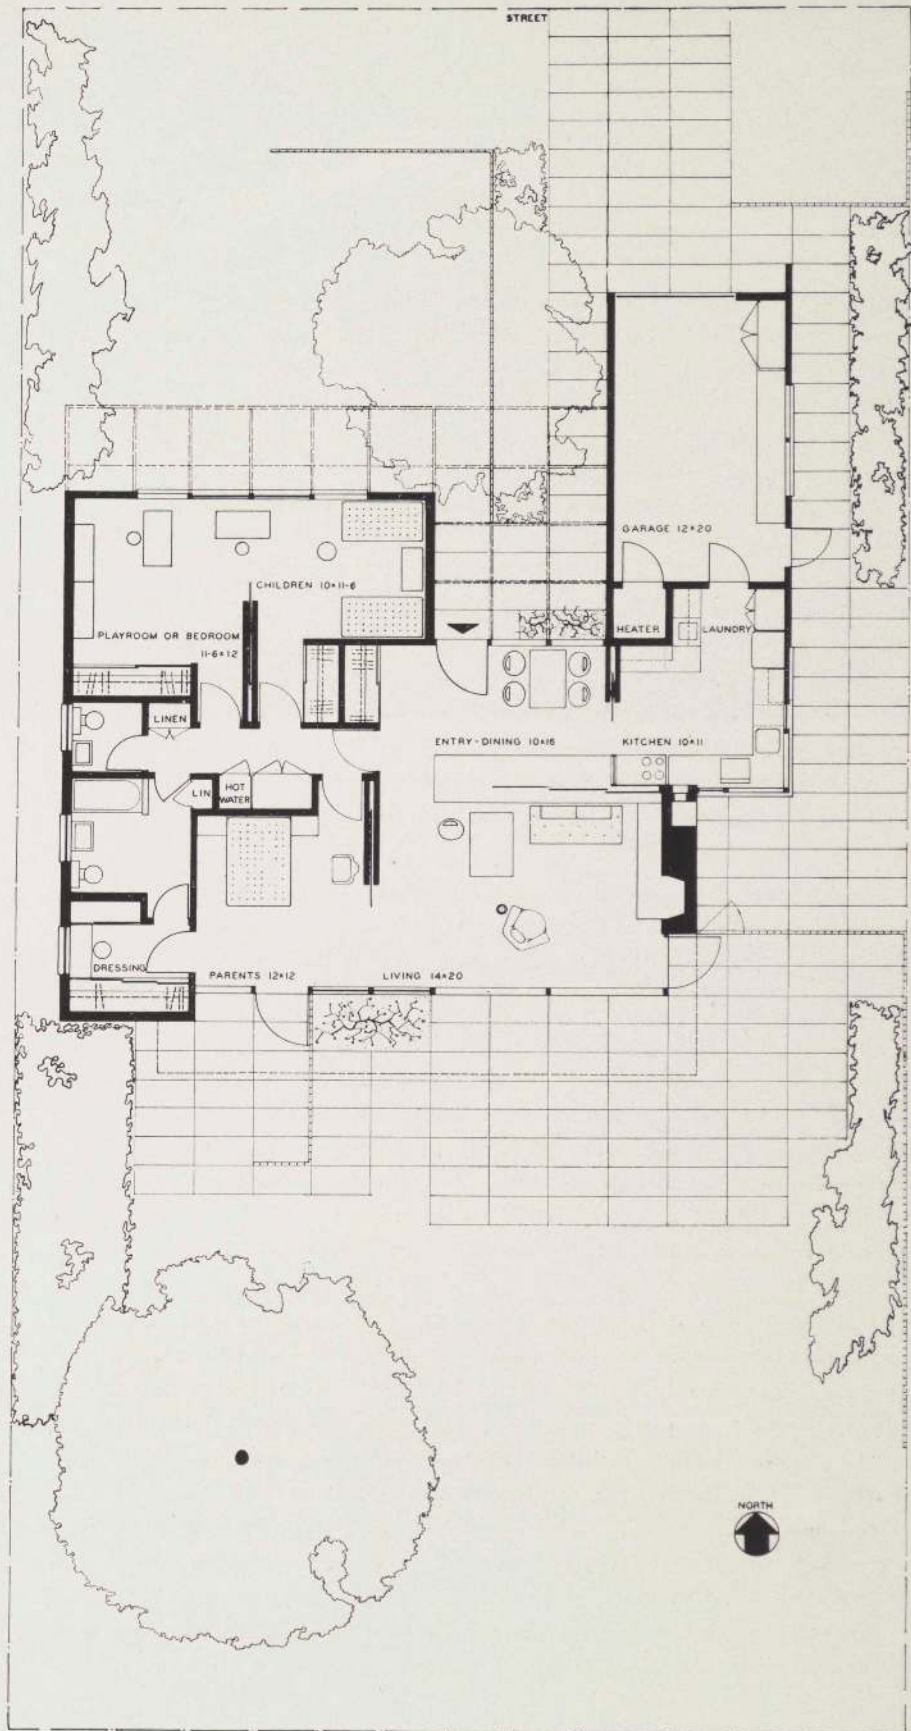 STREET
GARAGE 12×20
CHILDREN 10×11-6
PLAYROOM OR BEDROOM
11-6×12
HEATER
LAUNDRY
LINEN
ENTRY-DINING 10×16
KITCHEN 10×11
LIN
HOT
WATER
DRESSING
PARENTS 12×12
LIVING 14×20
NORTH